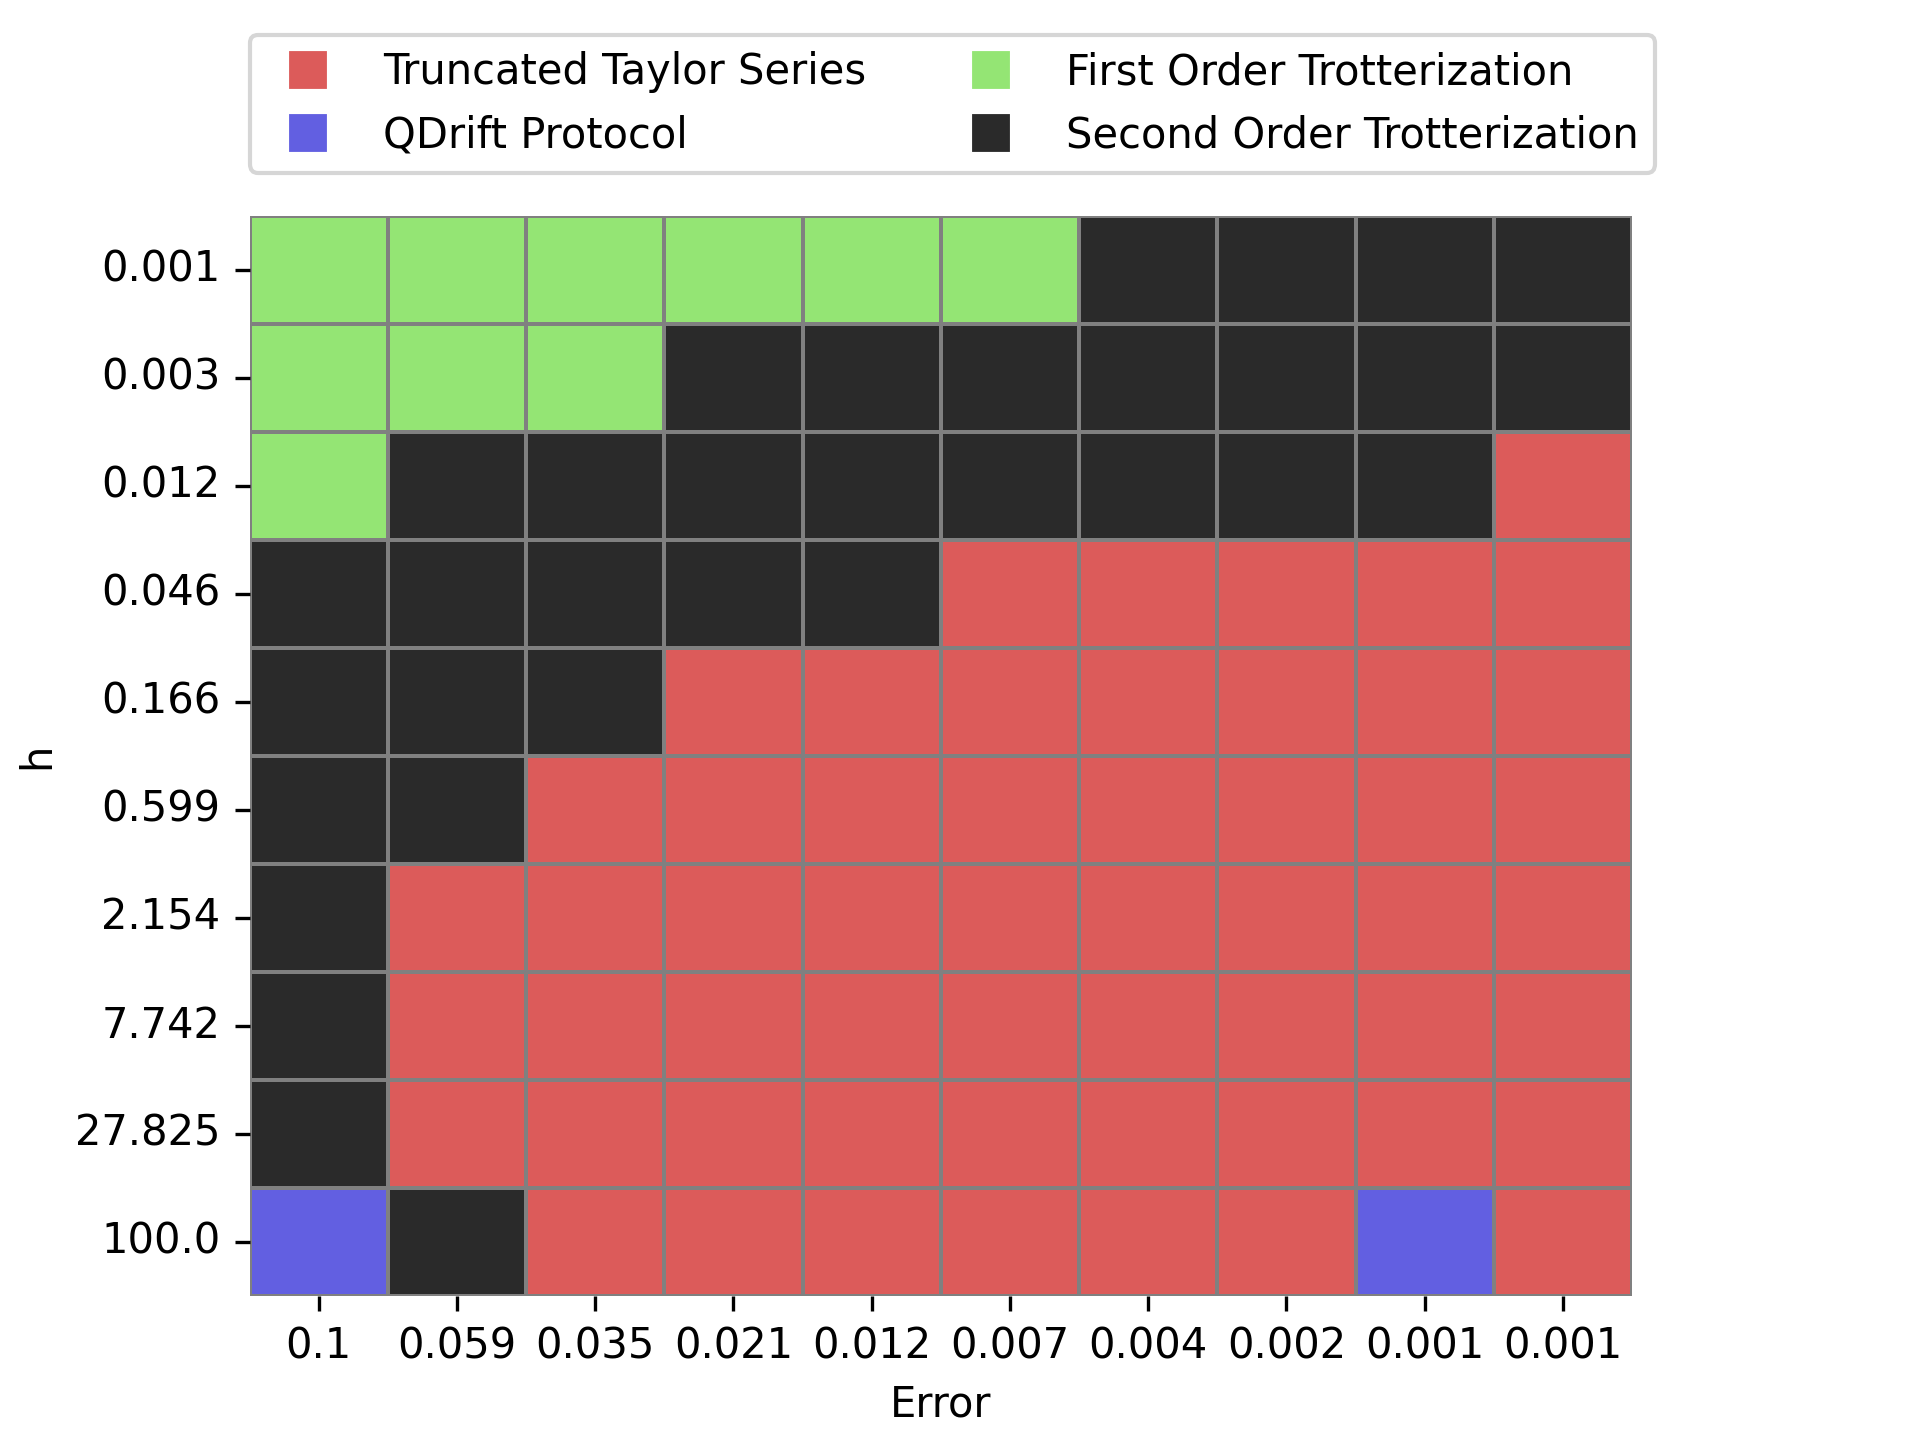 Truncated Taylor Series
First Order Trotterization
QDrift Protocol
Second Order Trotterization
0.001
0.003
0.012
0.046
0.166
h
0.599
2.154
7.742
27.825
100.0
0.1 0.059 0.035 0.021 0.012 0.007 0.004 0.002 0.001 0.001
Error